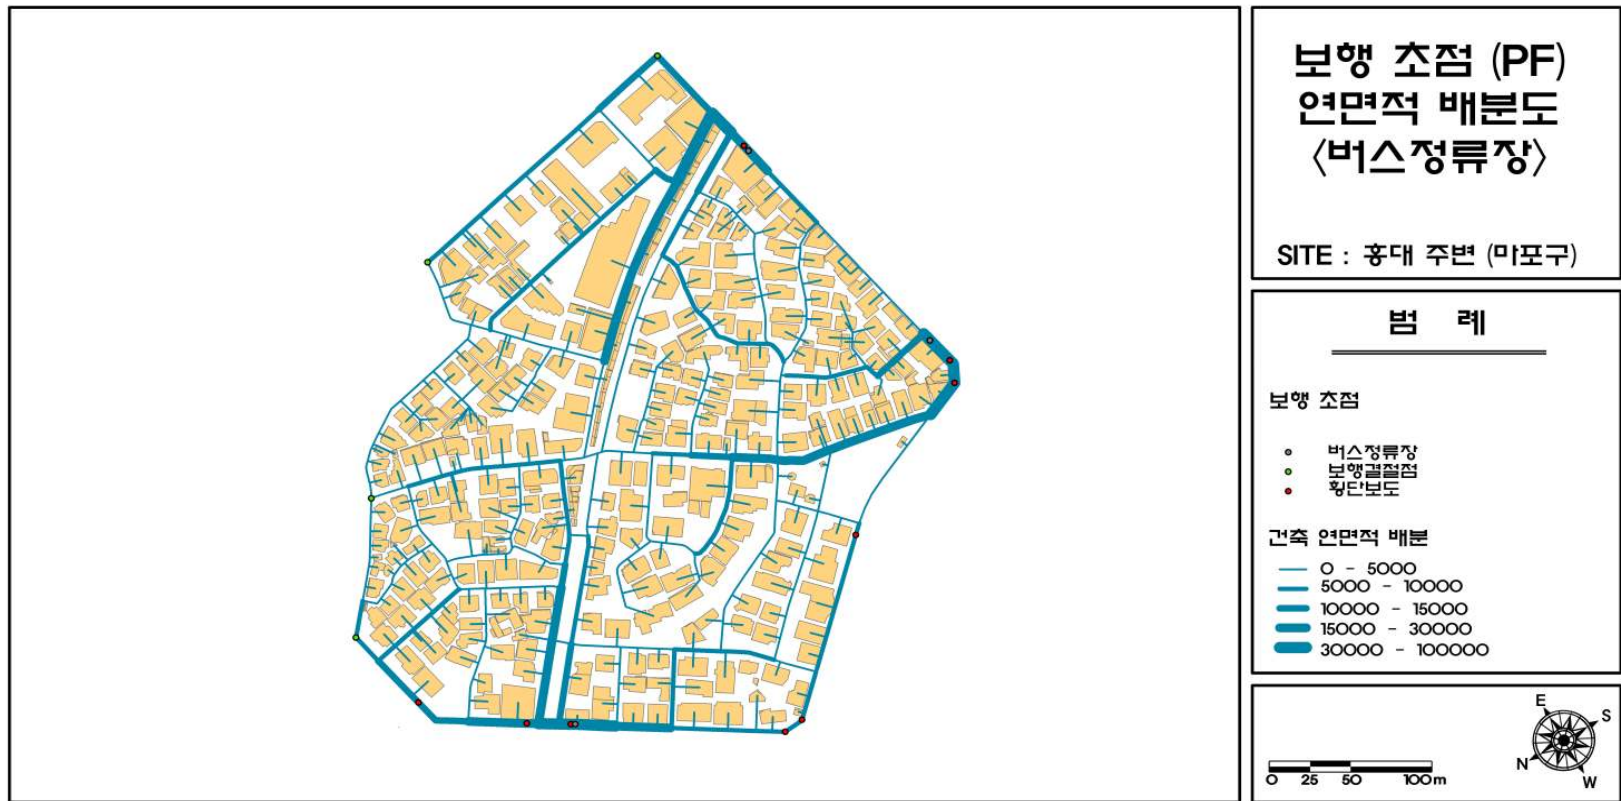 보행 초점 (PF)
연면적 배분도
〈버스정류장〉
SITE : 홍대 주변 (마포구)
범 례
보행 초점
버스정류장
보행결절점
횡단보도
건축 연면적 배분
0 - 5000
5000 - 10000
10000 - 15000
15000 - 30000
30000 - 100000
0 25 50 100m
E
S
N
W